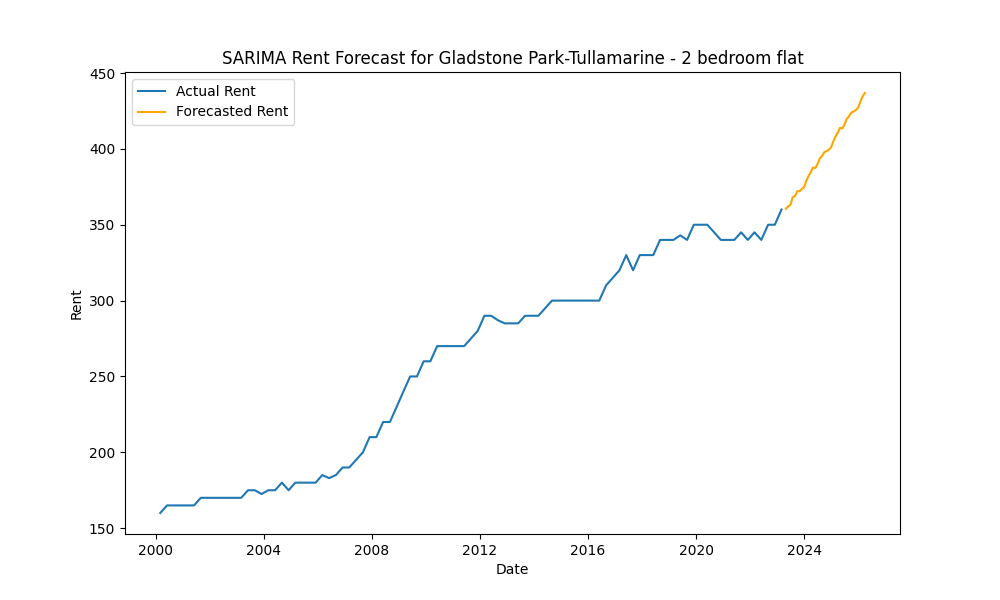 SARIMA Rent Forecast for Gladstone Park-Tullamarine - 2 bedroom flat
Actual Rent
Forecasted Rent
450
400
350
300
250
200
150
Rent
2000 2004 2008 2012 2016 2020 2024
Date